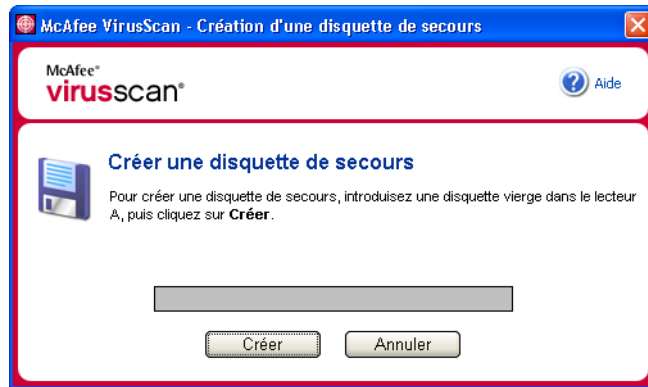 McAfee VirusScan - Création d'une disquette de secours
McAfee®
virusscan®
Aide
Créer une disquette de secours
Pour créer une disquette de secours, introduisez une disquette vierge dans le lecteur
A, puis cliquez sur Créer.
Créer
Annuler